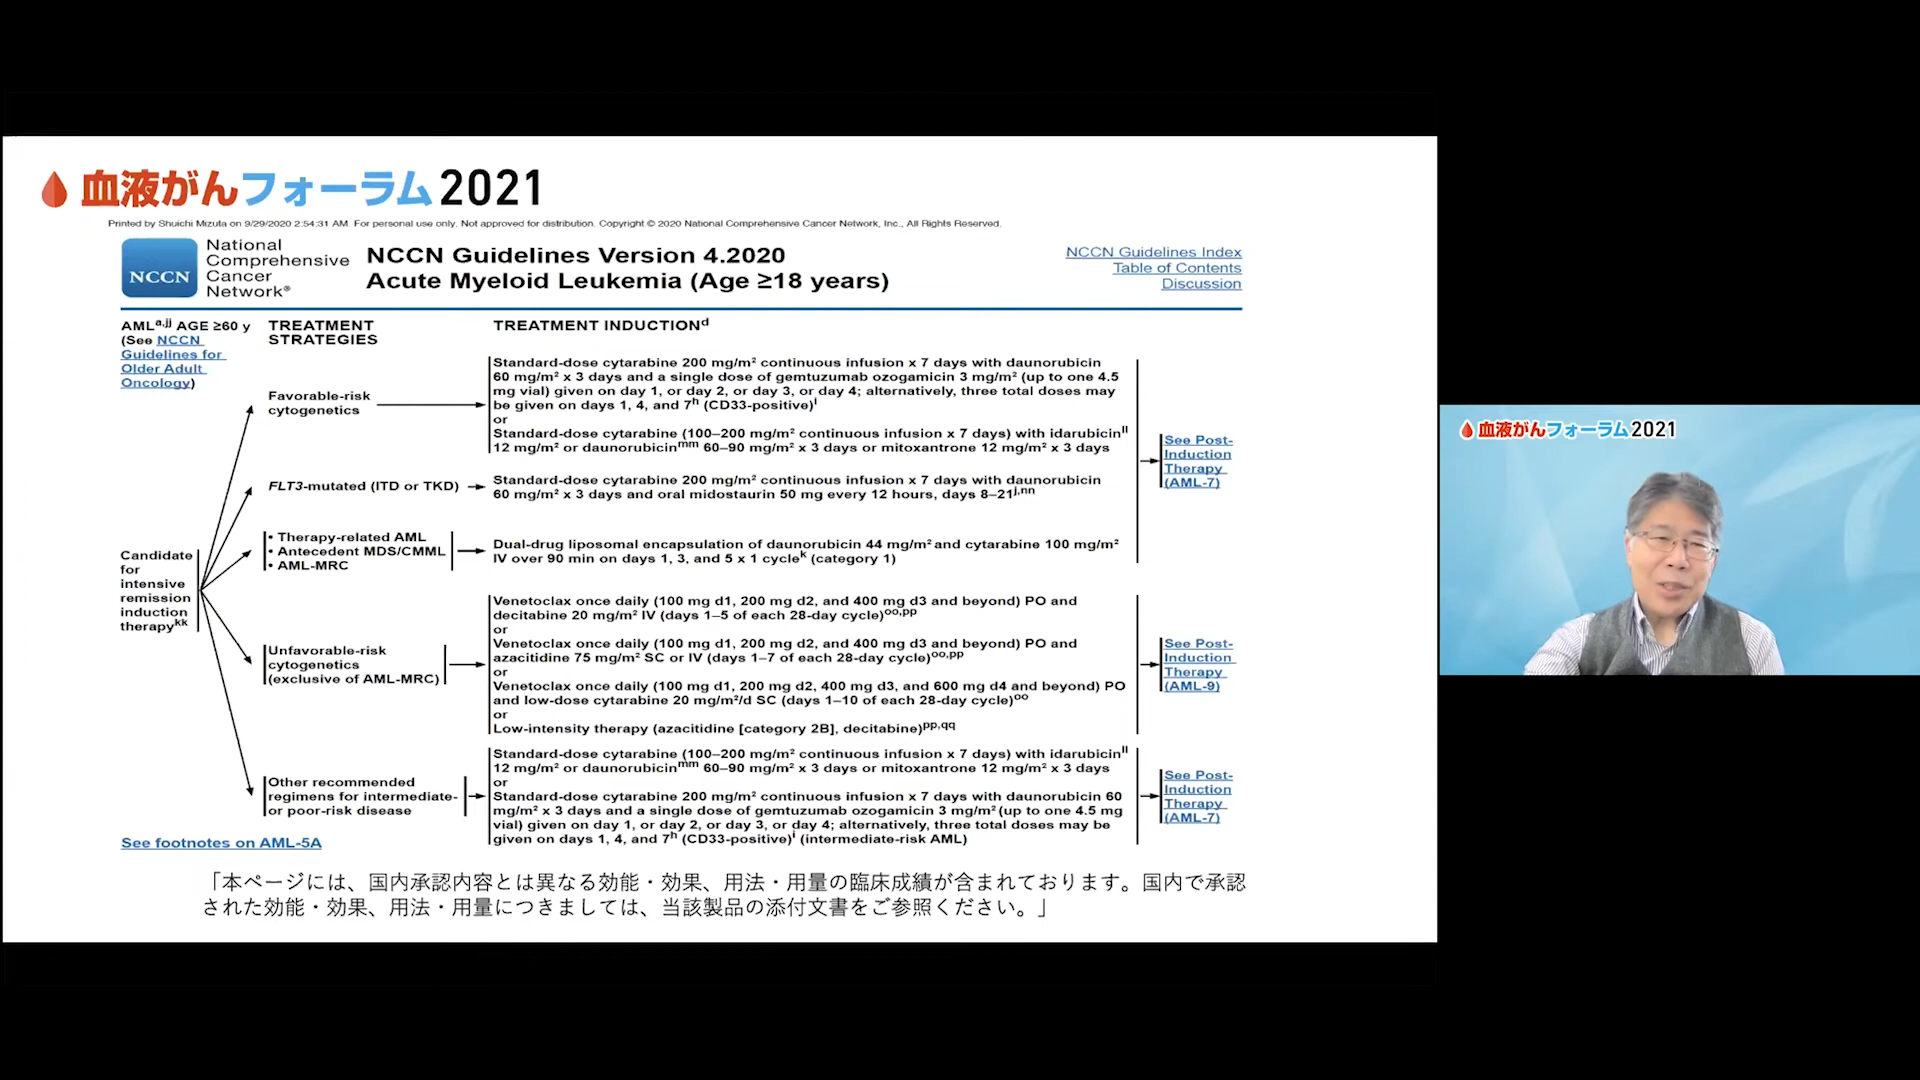 血液がんフォーラム2021
Printed by Shuichi Mizuta on 9/29/2020 2:54:31 AM. For personal use only. Not approved for distribution. Copyright © 2020 National Comprehensive Cancer Network, Inc., All Rights Reserved.
NCCN
National
Comprehensive
Cancer
Network®
NCCN Guidelines Version 4.2020
Acute Myeloid Leukemia (Age ≥18 years)
NCCN Guidelines Index
Table of Contents
Discussion
AMLa,jj AGE ≥60 y
(See NCCN
Guidelines for
Older Adult
Oncology)
TREATMENT
STRATEGIES
TREATMENT INDUCTIONd
Candidate
for
intensive
remission
induction
therapykk
Favorable-risk
cytogenetics
Standard-dose cytarabine 200 mg/m² continuous infusion x 7 days with daunorubicin
60 mg/m² x 3 days and a single dose of gemtuzumab ozogamicin 3 mg/m² (up to one 4.5
mg vial) given on day 1, or day 2, or day 3, or day 4; alternatively, three total doses may
be given on days 1, 4, and 7h (CD33-positive)i
or
Standard-dose cytarabine (100–200 mg/m² continuous infusion x 7 days) with idarubicinll
12 mg/m² or daunorubicinmm 60–90 mg/m² x 3 days or mitoxantrone 12 mg/m² x 3 days
FLT3-mutated (ITD or TKD)
Standard-dose cytarabine 200 mg/m² continuous infusion x 7 days with daunorubicin
60 mg/m² x 3 days and oral midostaurin 50 mg every 12 hours, days 8–21j,nn
• Therapy-related AML
• Antecedent MDS/CMML
• AML-MRC
Dual-drug liposomal encapsulation of daunorubicin 44 mg/m² and cytarabine 100 mg/m²
IV over 90 min on days 1, 3, and 5 x 1 cyclek (category 1)
See Post-
Induction
Therapy
(AML-7)
Unfavorable-risk
cytogenetics
(exclusive of AML-MRC)
Venetoclax once daily (100 mg d1, 200 mg d2, and 400 mg d3 and beyond) PO and
decitabine 20 mg/m² IV (days 1–5 of each 28-day cycle)oo,pp
or
Venetoclax once daily (100 mg d1, 200 mg d2, and 400 mg d3 and beyond) PO and
azacitidine 75 mg/m² SC or IV (days 1–7 of each 28-day cycle)oo,pp
or
Venetoclax once daily (100 mg d1, 200 mg d2, 400 mg d3, and 600 mg d4 and beyond) PO
and low-dose cytarabine 20 mg/m²/d SC (days 1–10 of each 28-day cycle)oo
or
Low-intensity therapy (azacitidine [category 2B], decitabine)pp,qq
See Post-
Induction
Therapy
(AML-9)
Other recommended
regimens for intermediate-
or poor-risk disease
Standard-dose cytarabine (100–200 mg/m² continuous infusion x 7 days) with idarubicinll
12 mg/m² or daunorubicinmm 60–90 mg/m² x 3 days or mitoxantrone 12 mg/m² x 3 days
or
Standard-dose cytarabine 200 mg/m² continuous infusion x 7 days with daunorubicin 60
mg/m² x 3 days and a single dose of gemtuzumab ozogamicin 3 mg/m² (up to one 4.5 mg
vial) given on day 1, or day 2, or day 3, or day 4; alternatively, three total doses may be
given on days 1, 4, and 7h (CD33-positive)i (intermediate-risk AML)
See Post-
Induction
Therapy
(AML-7)
See footnotes on AML-5A
「本ページには、国内承認内容とは異なる効能・効果、用法・用量の臨床成績が含まれております。国内で承認
された効能・効果、用法・用量につきましては、当該製品の添付文書をご参照ください。」
血液がんフォーラム2021